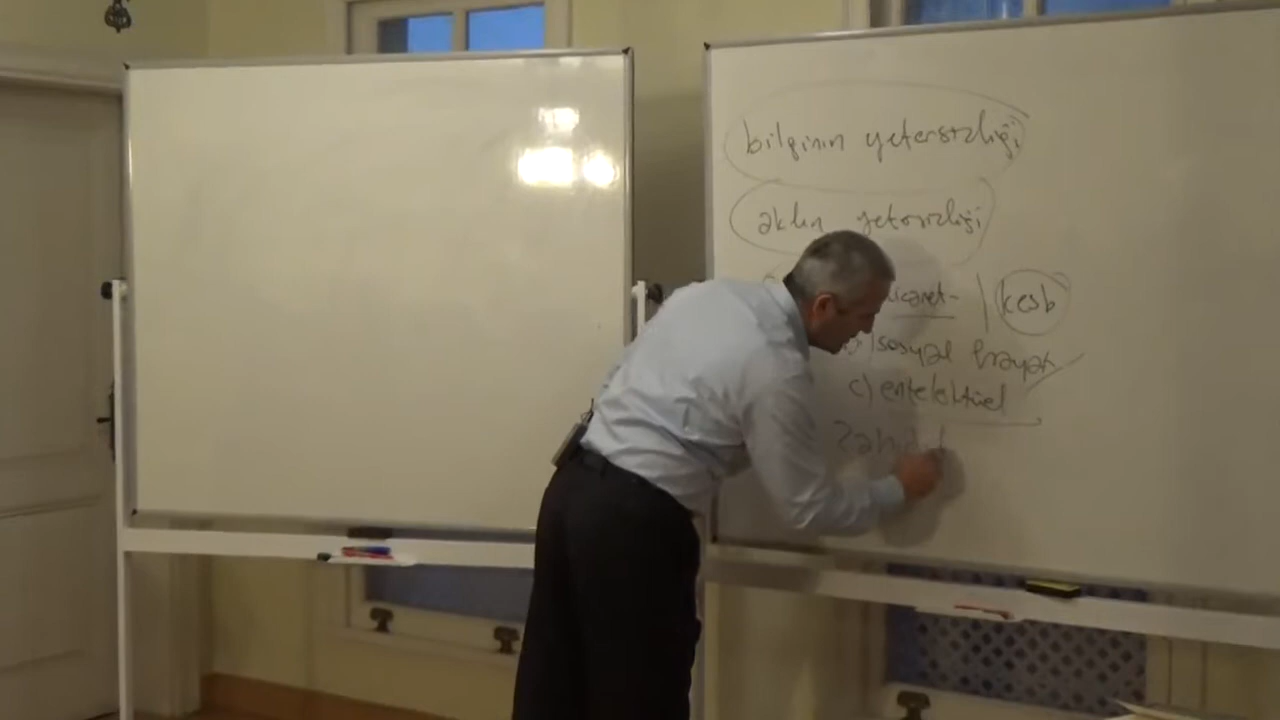 bilginin yetersizliği
aklın yetersizliği
ticaret- | kesb
sosyal hayat
c) entelektüel